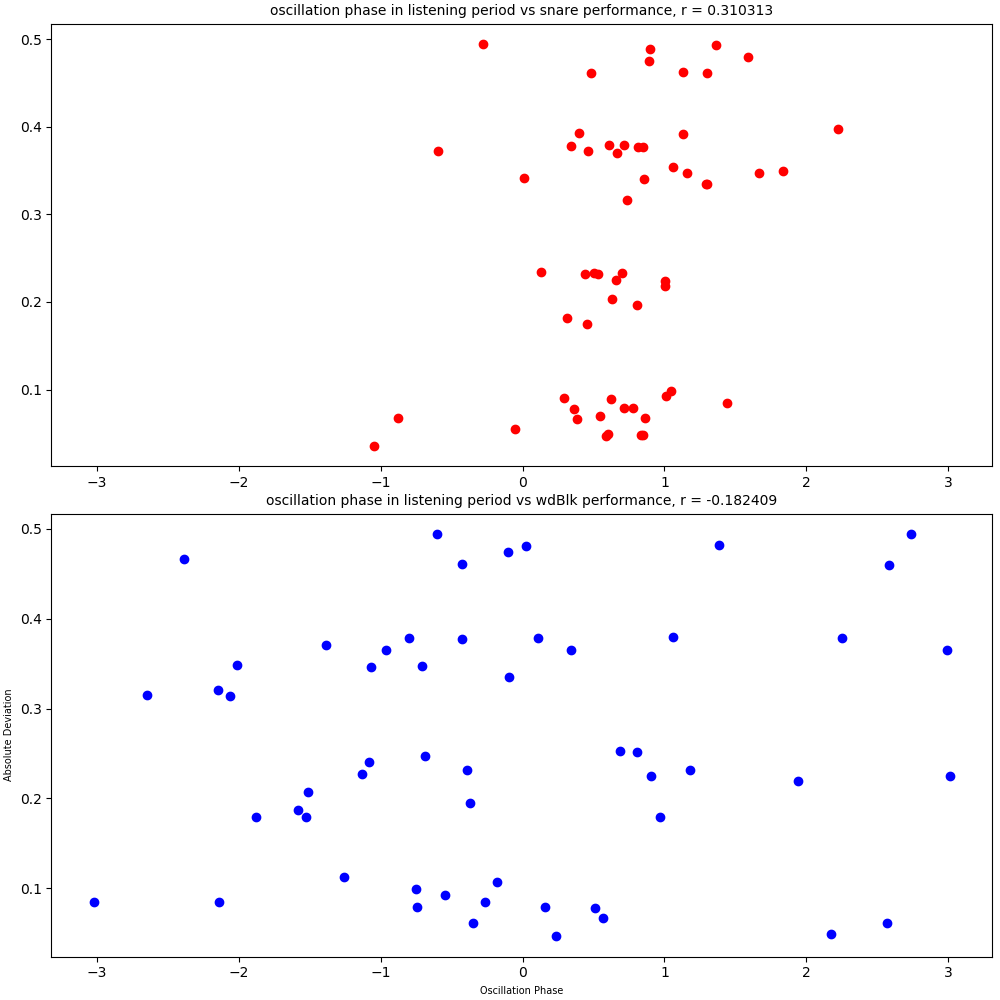 oscillation phase in listening period vs snare performance, r = 0.310313
0.5
0.4
0.3
0.2
0.1
−3 −2 −1 0 1 2 3
oscillation phase in listening period vs wdBlk performance, r = -0.182409
0.5
0.4
0.3
0.2
0.1
Absolute Deviation
−3 −2 −1 0 1 2 3
Oscillation Phase